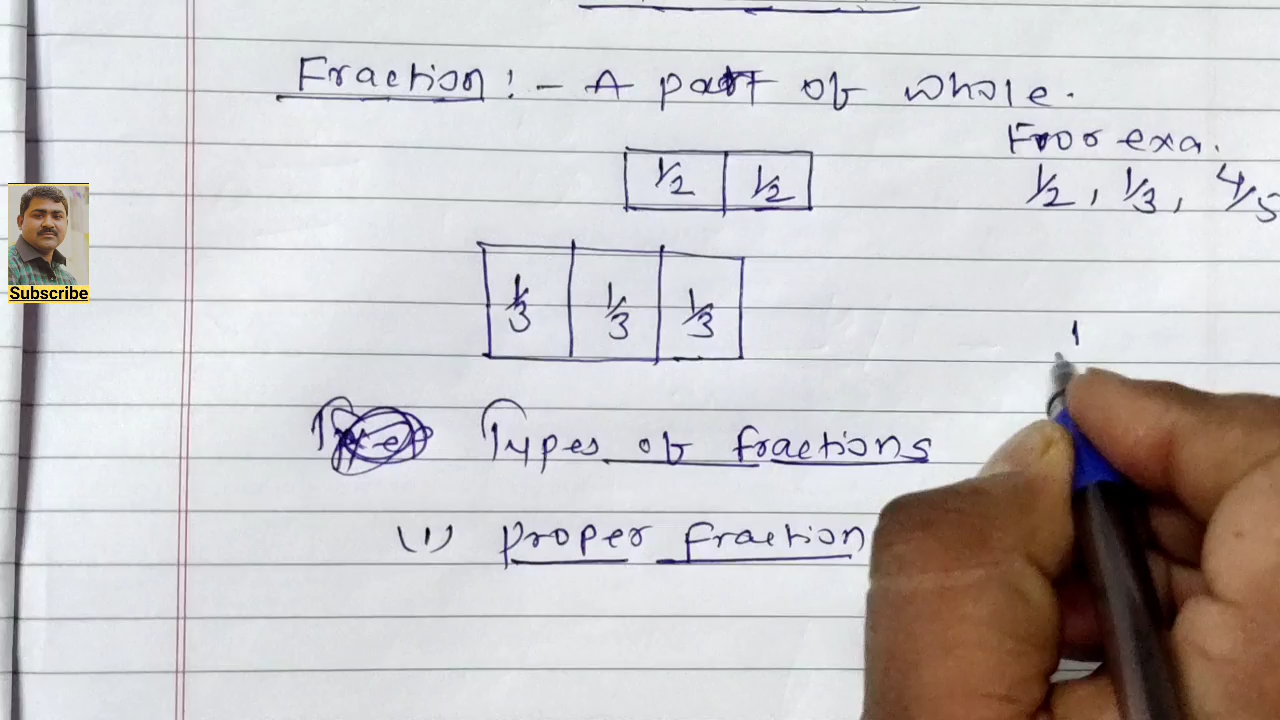 Fraction :- A part of whole.
For exa.
1/2, 1/3, 4/5
1/2 1/2
1/3 1/3 1/3
Subscribe
Types of fractions
(1) Proper fraction
1